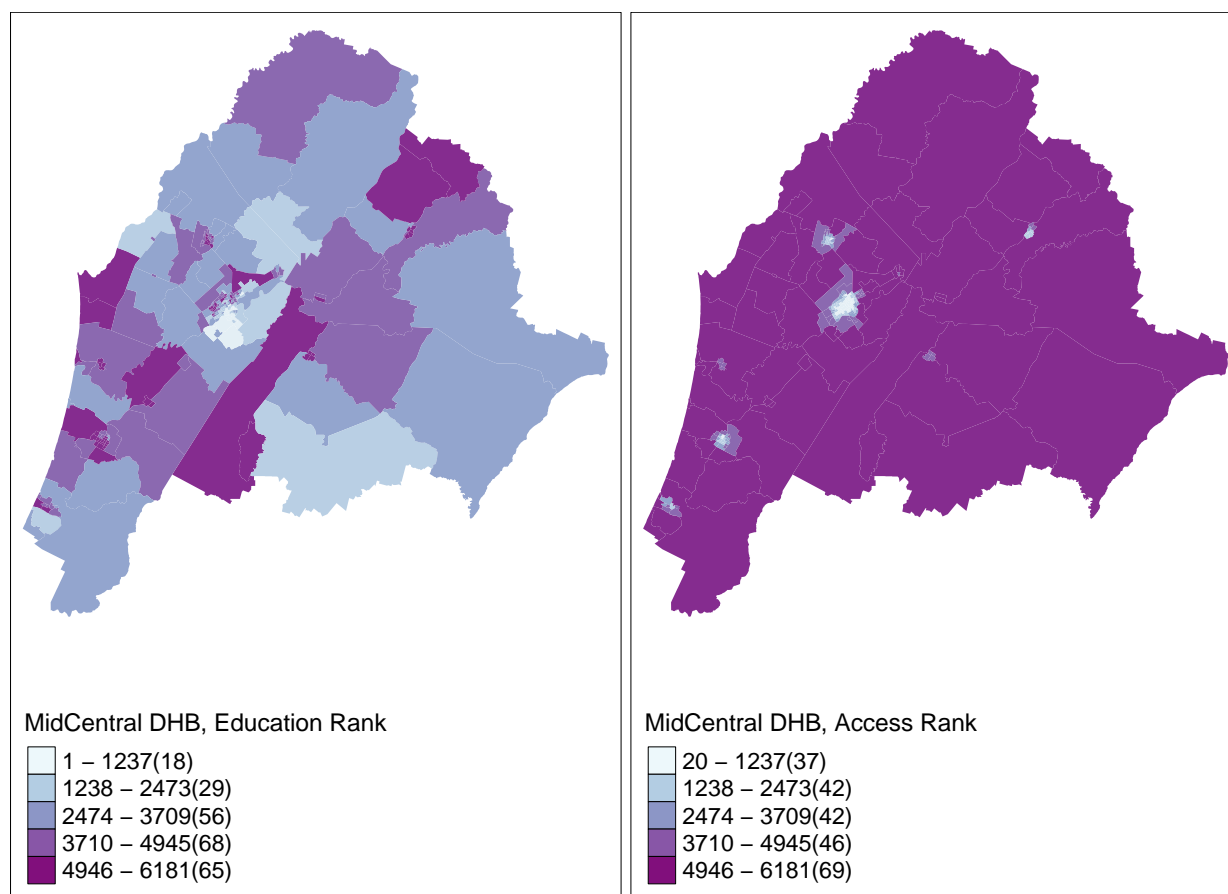 MidCentral DHB, Education Rank
1 − 1237(18)
1238 − 2473(29)
2474 − 3709(56)
3710 − 4945(68)
4946 − 6181(65)
MidCentral DHB, Access Rank
20 − 1237(37)
1238 − 2473(42)
2474 − 3709(42)
3710 − 4945(46)
4946 − 6181(69)